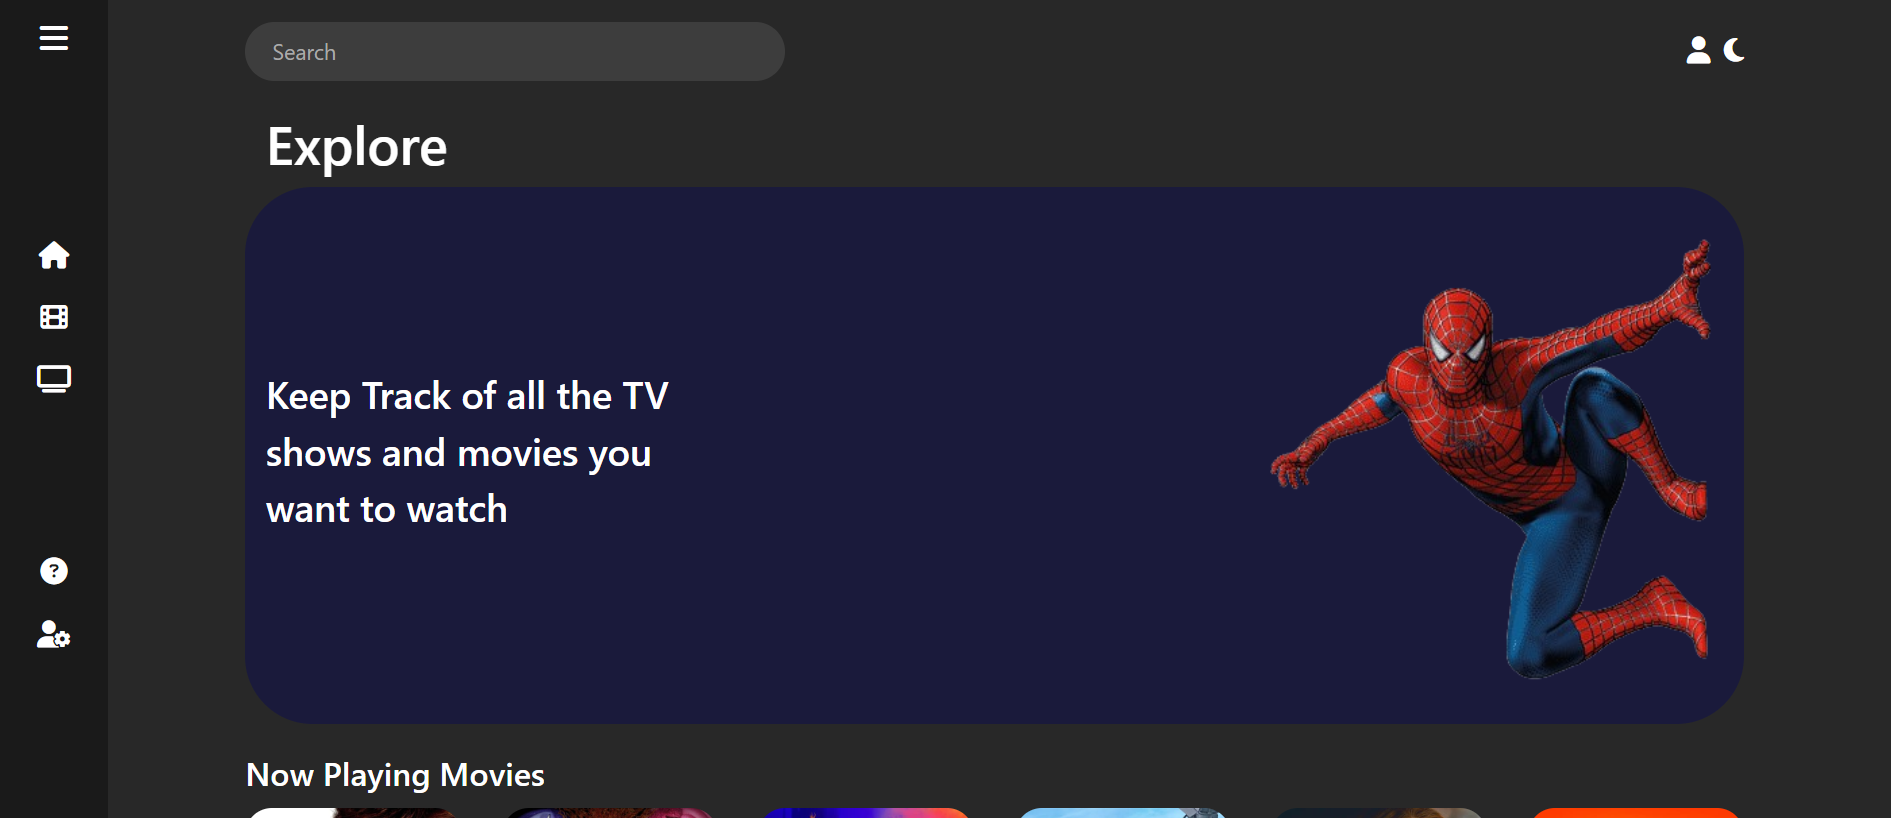 Search
Explore
Keep Track of all the TV
shows and movies you
want to watch
Now Playing Movies